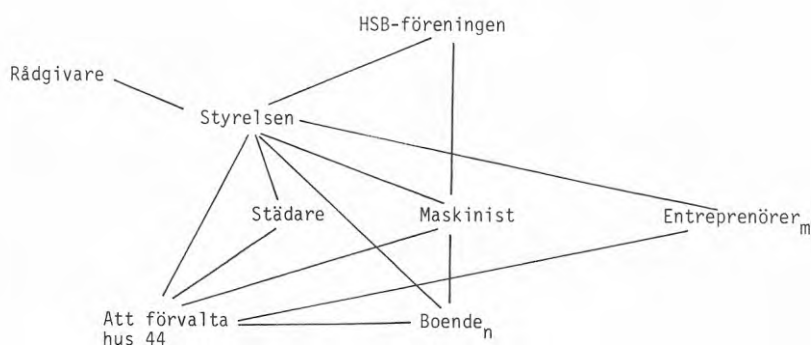 HSB-föreningen
Rådgivare
Styrelsen
Städare
Maskinist
Entreprenörer m
Att förvalta
hus 44
Boende n